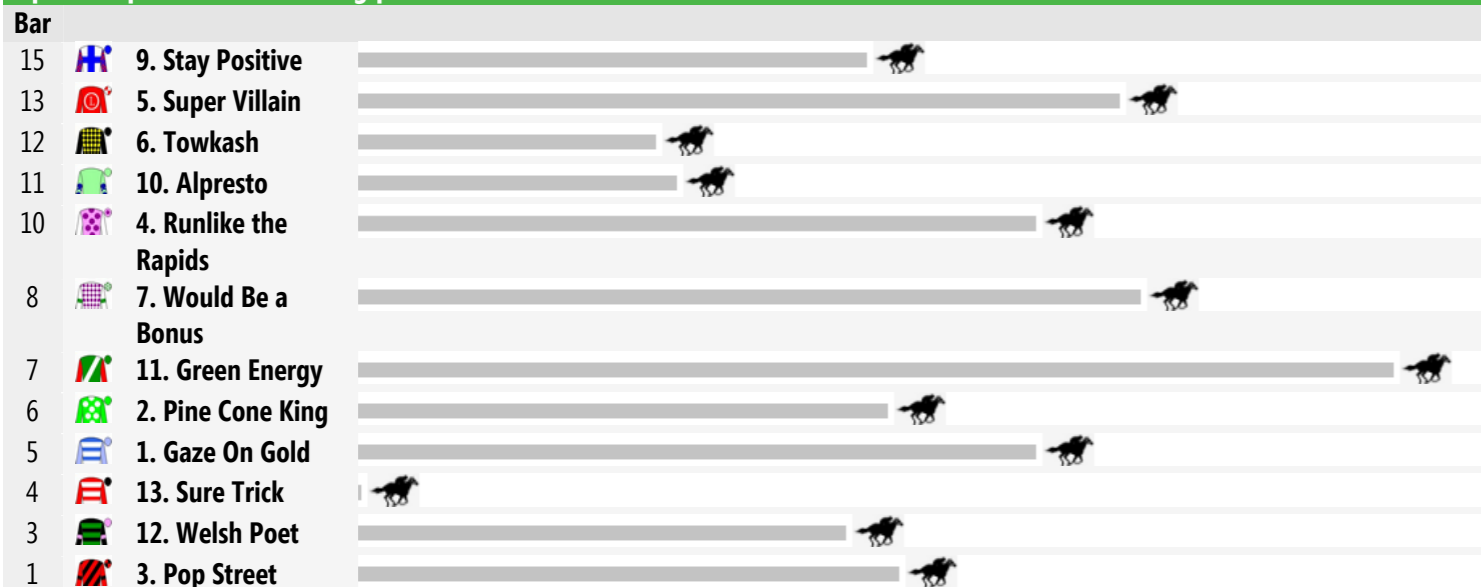 Bar
15 9. Stay Positive
13 5. Super Villain
12 6. Towkash
11 10. Alpresto
10 4. Runlike the
Rapids
8 7. Would Be a
Bonus
7 11. Green Energy
6 2. Pine Cone King
5 1. Gaze On Gold
4 13. Sure Trick
3 12. Welsh Poet
1 3. Pop Street